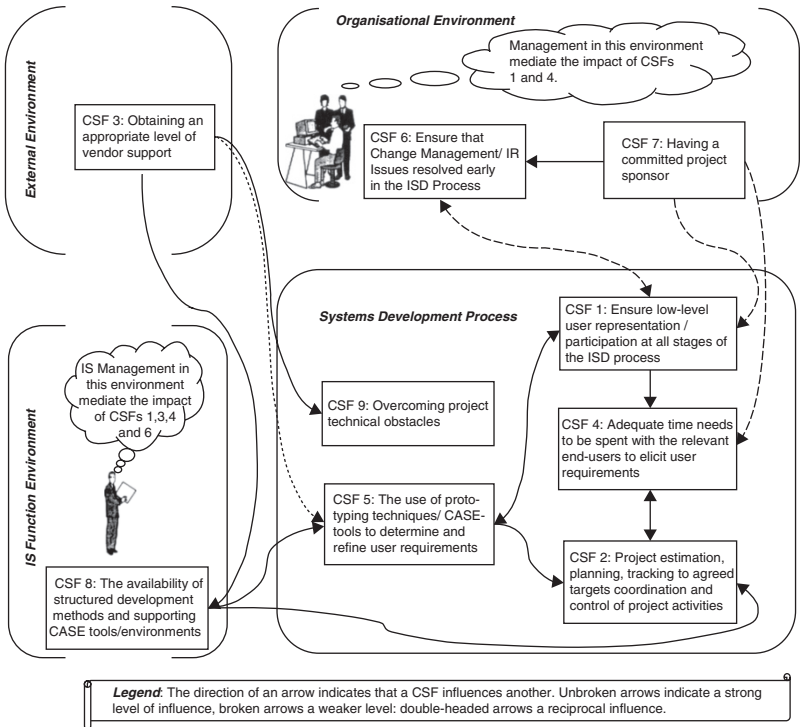 Organisational Environment
External Environment
Management in this environment
mediate the impact of CSFs
1 and 4.
CSF 3: Obtaining an
appropriate level of
vendor support
CSF 6: Ensure that
Change Management/ IR
Issues resolved early
in the ISD Process
CSF 7: Having a
committed project
sponsor
Systems Development Process
CSF 1: Ensure low-level
user representation /
participation at all stages of
the ISD process
IS Function Environment
IS Management in
this environment
mediate the impact
of CSFs 1,3,4
and 6
CSF 9: Overcoming project
technical obstacles
CSF 4: Adequate time needs
to be spent with the relevant
end-users to elicit user
requirements
CSF 5: The use of proto-
typing techniques/ CASE-
tools to determine and
refine user requirements
CSF 2: Project estimation,
planning, tracking to agreed
targets coordination and
control of project activities
CSF 8: The availability of
structured development
methods and supporting
CASE tools/environments
Legend: The direction of an arrow indicates that a CSF influences another. Unbroken arrows indicate a strong
level of influence, broken arrows a weaker level: double-headed arrows a reciprocal influence.